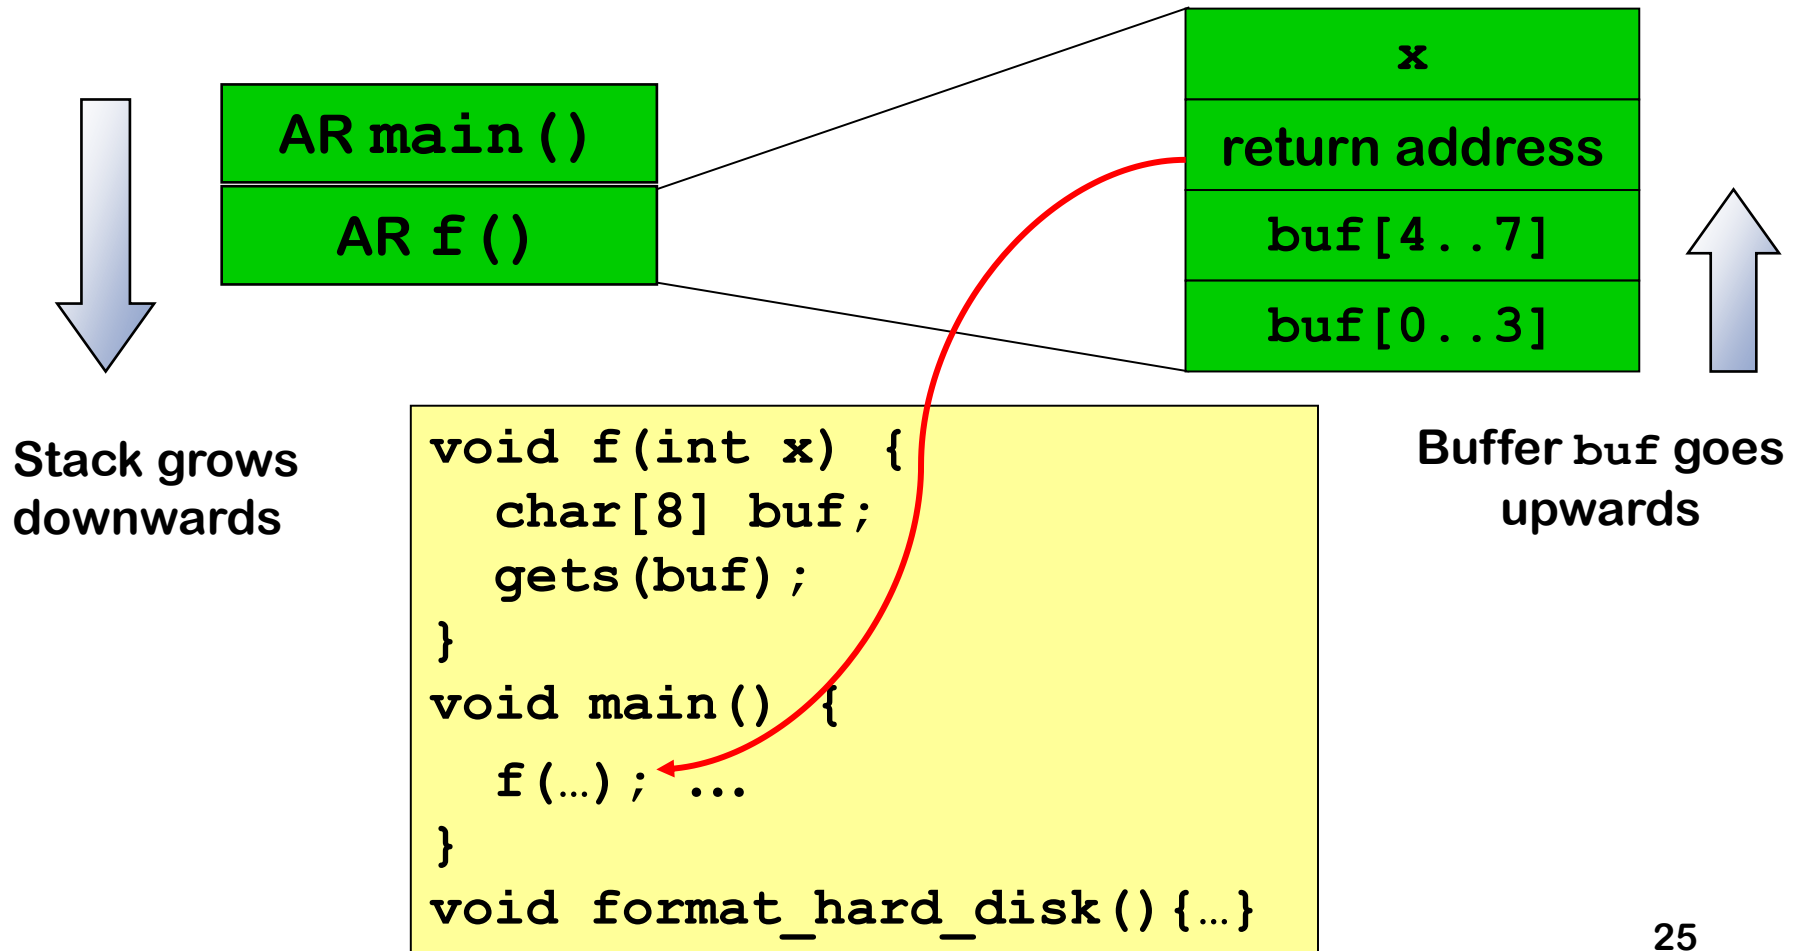 x
AR main()
return address
AR f()
buf[4..7]
buf[0..3]
Stack grows
downwards
void f(int x) {
char[8] buf;
gets(buf);
}
void main() {
f(…); ...
}
void format_hard_disk(){…}
Buffer buf goes
upwards
25